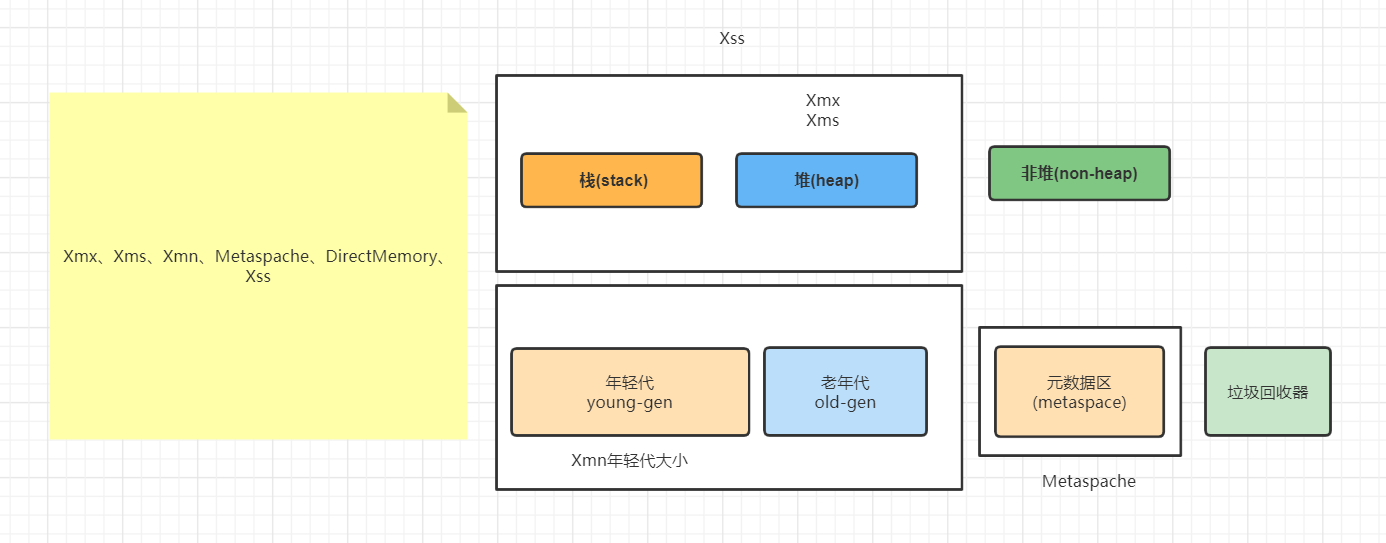 Xss
Xmx
Xms
栈(stack)
堆(heap)
非堆(non-heap)
Xmx、Xms、Xmn、Metaspache、DirectMemory、
Xss
年轻代
young-gen
老年代
old-gen
元数据区
(metaspace)
垃圾回收器
Xmn年轻代大小
Metaspache